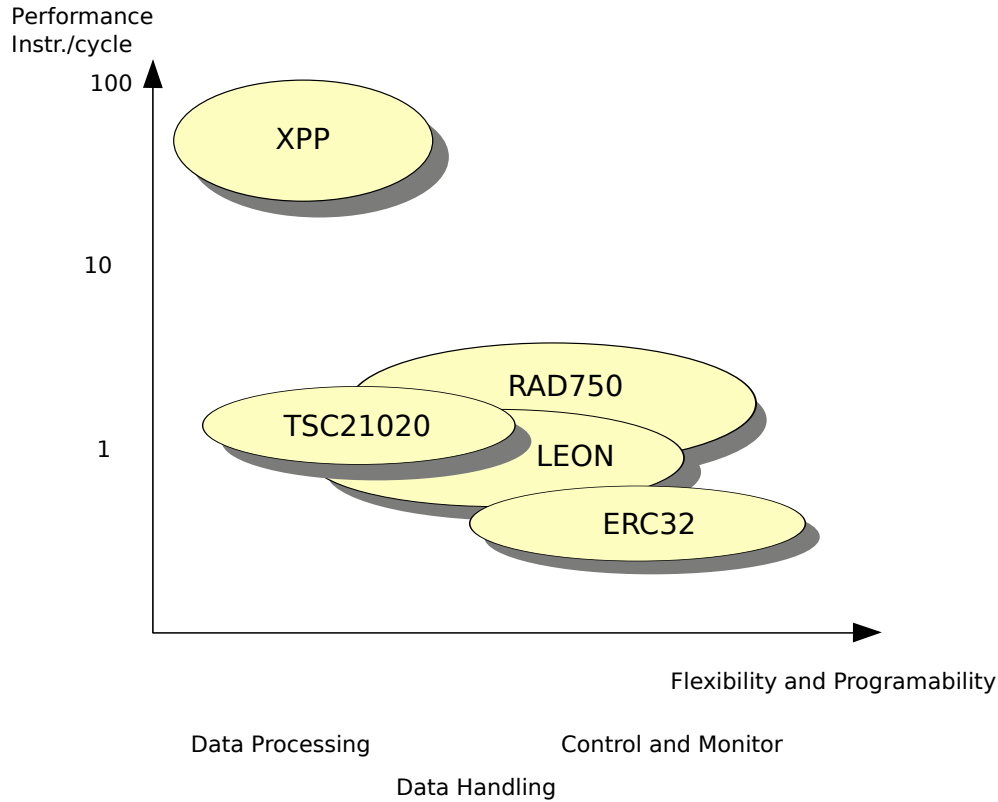 Performance
Instr./cycle
100
XPP
10
RAD750
TSC21020
1
LEON
ERC32
Flexibility and Programability
Data Processing
Control and Monitor
Data Handling